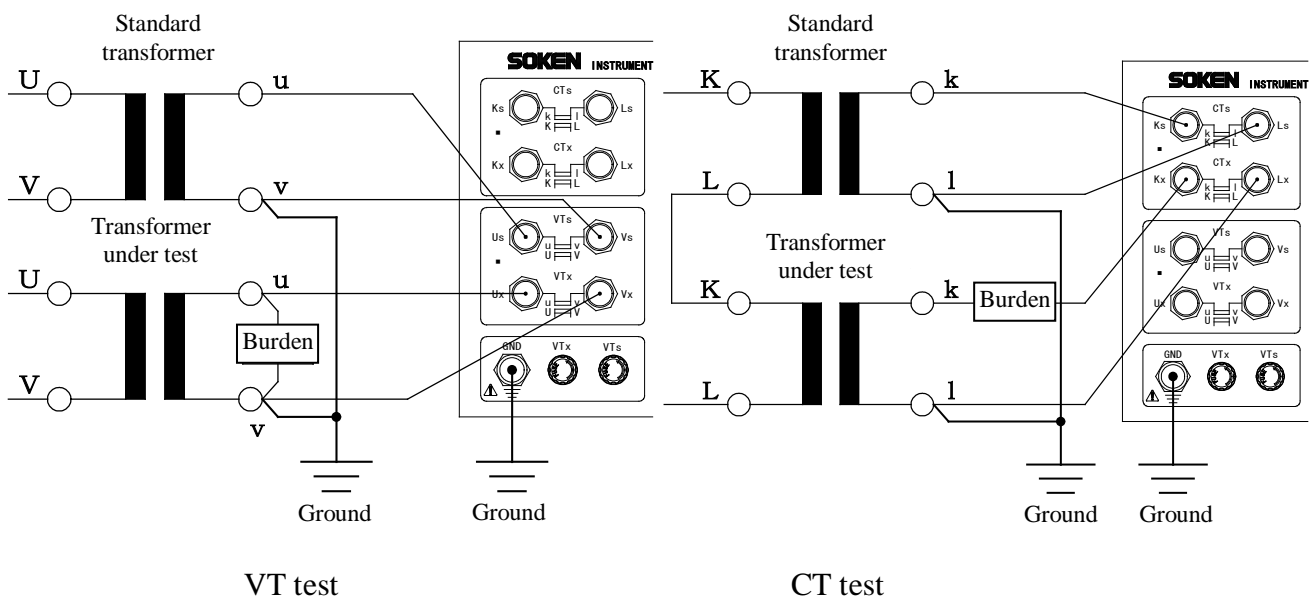 Standard
transformer
U
u
V
v
Transformer
under test
U
u
Burden
V
v
Ground
Ground
SOKEN INSTRUMENT
CTs
Ks
k l
K L
Ls
CTx
Kx
k l
K L
Lx
VTs
Us
u v
U V
Vs
VTx
Ux
u v
U V
Vx
GND
VTx
VTs
VT test
Standard
transformer
K
k
L
l
Transformer
under test
K
k
Burden
L
l
Ground
Ground
SOKEN INSTRUMENT
CTs
Ks
k l
K L
Ls
CTx
Kx
k l
K L
Lx
VTs
Us
u v
U V
Vs
VTx
Ux
u v
U V
Vx
GND
VTx
VTs
CT test